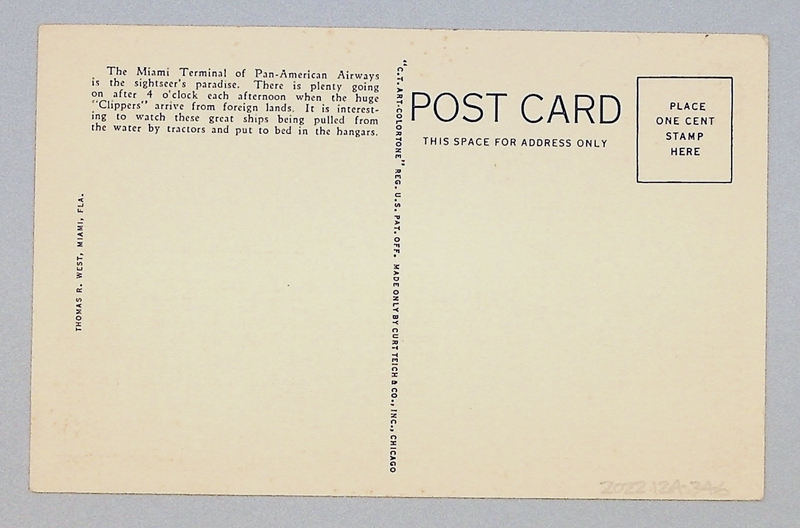 The Miami Terminal of Pan-American Airways
is the sightseer's paradise. There is plenty going
on after 4 o'clock each afternoon when the huge
"Clippers" arrive from foreign lands. It is interest-
ing to watch these great ships being pulled from
the water by tractors and put to bed in the hangars.
THOMAS R. WEST, MIAMI, FLA.
"C.T. ART-COLORTONE" REG. U.S. PAT. OFF. MADE ONLY BY CURT TEICH & CO., INC., CHICAGO
POST CARD
THIS SPACE FOR ADDRESS ONLY
PLACE
ONE CENT
STAMP
HERE